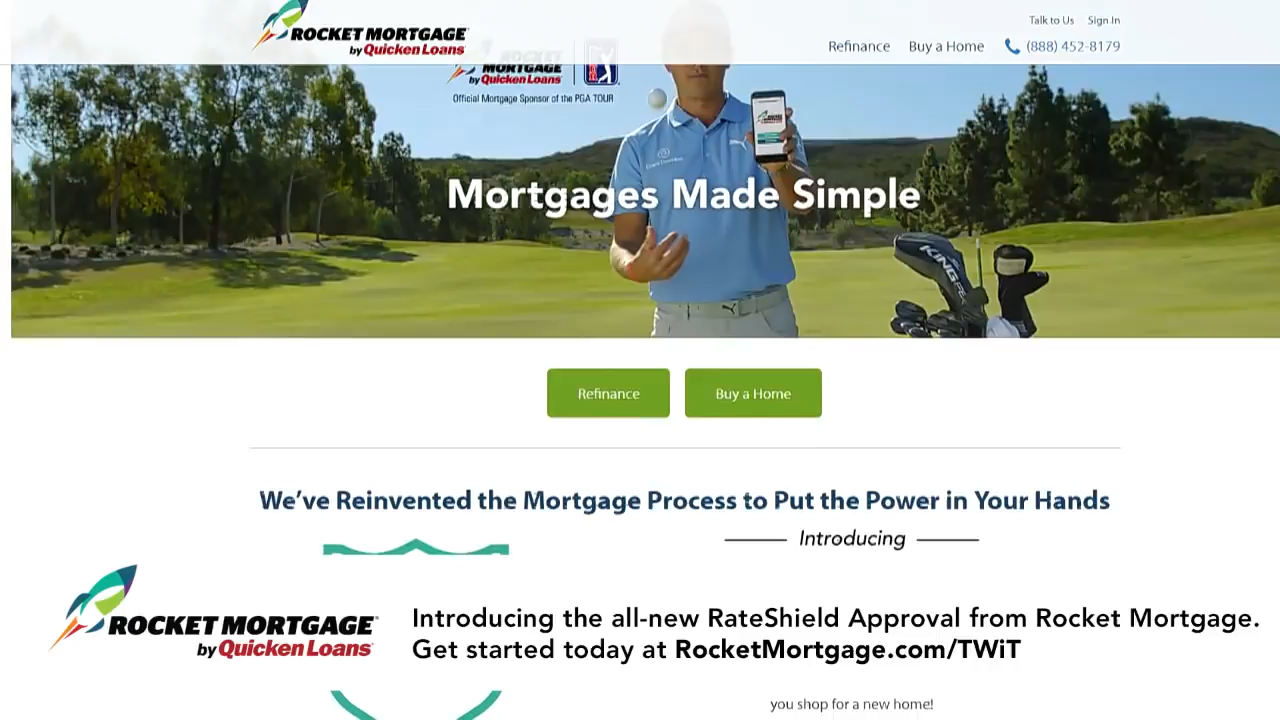 Talk to Us Sign In
ROCKET MORTGAGE
by Quicken Loans
Refinance Buy a Home (888) 452-8179
MORTGAGE
by Quicken Loans
Official Mortgage Sponsor of the PGA TOUR
Mortgages Made Simple
KING
Refinance Buy a Home
We've Reinvented the Mortgage Process to Put the Power in Your Hands
Introducing
ROCKET MORTGAGE
by Quicken Loans
Introducing the all-new RateShield Approval from Rocket Mortgage.
Get started today at RocketMortgage.com/TWiT
you shop for a new home!